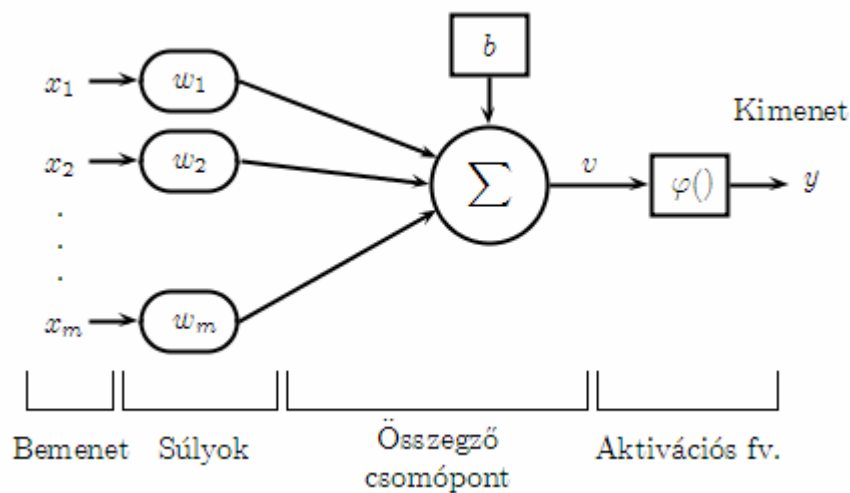 b
x₁ w₁
Kimenet
x₂ w₂
∑ v φ() y
.
.
.
xₘ wₘ
Bemenet Súlyok Összegző csomópont Aktivációs fv.